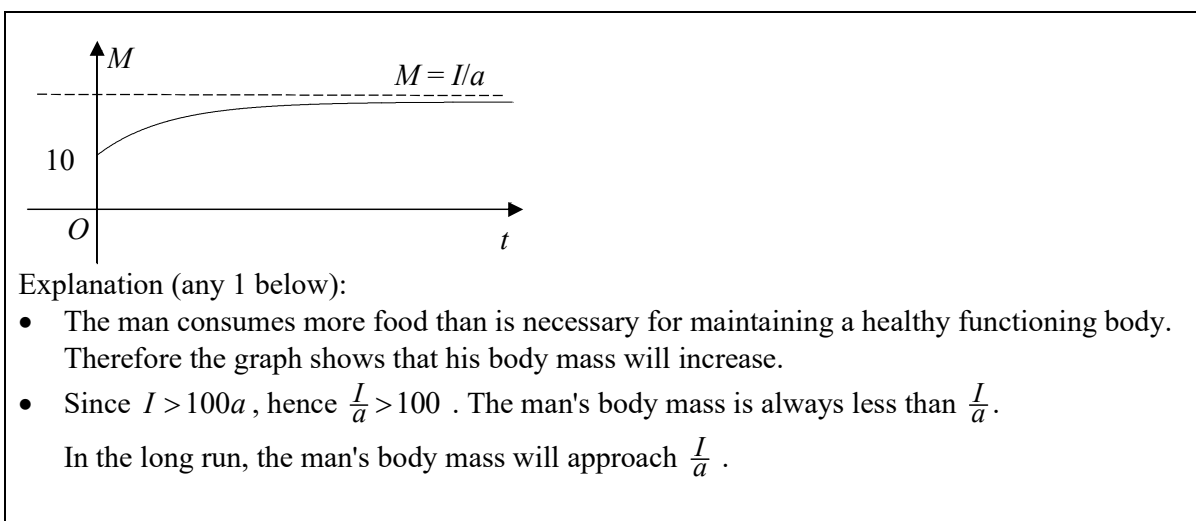 M
M = I/a
10
O
t
Explanation (any 1 below):
• The man consumes more food than is necessary for maintaining a healthy functioning body.
Therefore the graph shows that his body mass will increase.
• Since I > 100a , hence I/a > 100 . The man's body mass is always less than I/a .
In the long run, the man's body mass will approach I/a .